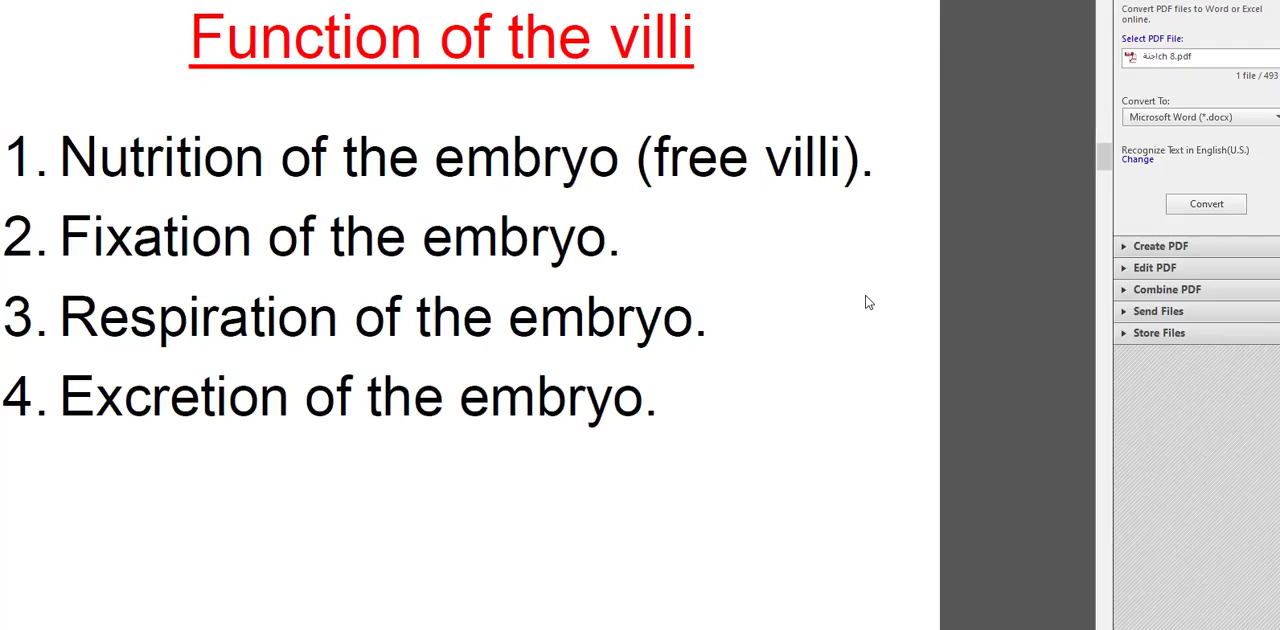 Function of the villi
1. Nutrition of the embryo (free villi).
2. Fixation of the embryo.
3. Respiration of the embryo.
4. Excretion of the embryo.
Convert PDF files to Word or Excel
online.
Select PDF File:
اجنةch 8.pdf
1 file / 493
Convert To:
Microsoft Word (*.docx)
Recognize Text in English(U.S.)
Change
Convert
Create PDF
Edit PDF
Combine PDF
Send Files
Store Files